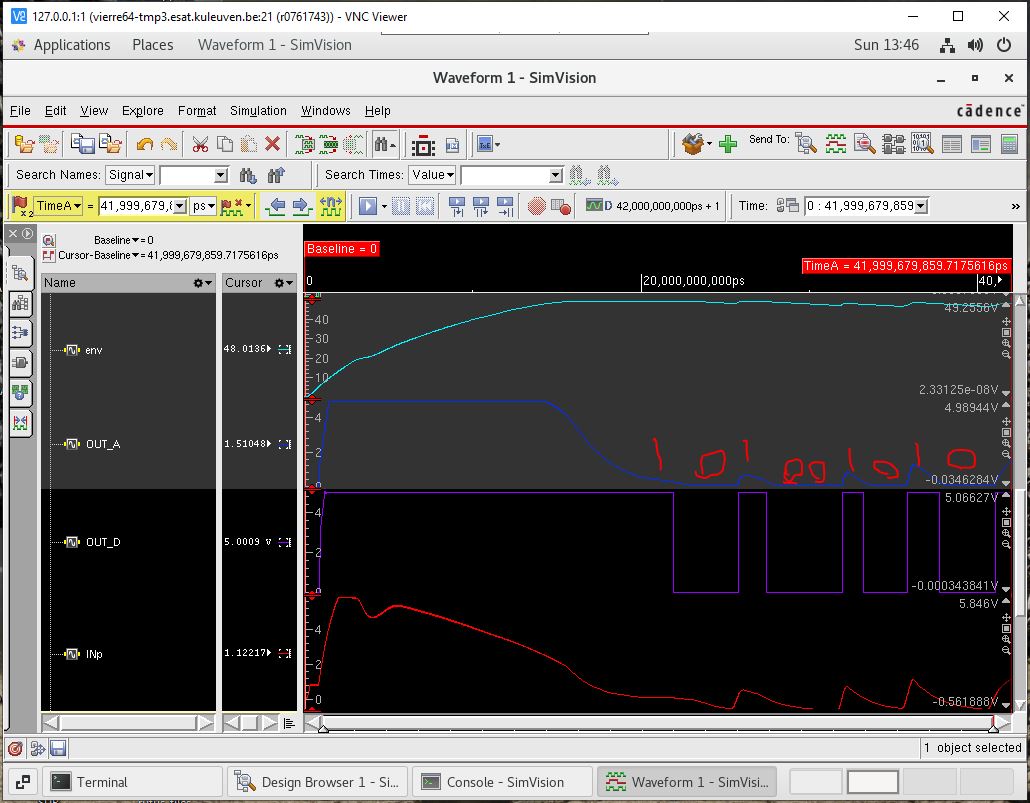 127.0.0.1:1 (vierre64-tmp3.esat.kuleuven.be:21 (r0761743)) - VNC Viewer
Applications Places Waveform 1 - SimVision Sun 13:46
Waveform 1 - SimVision
File Edit View Explore Format Simulation Windows Help cādence
Send To:
Search Names: Signal Search Times: Value
TimeA = 41,999,679,8 ps 42,000,000,000ps + 1 Time: 0 : 41,999,679,859 »
Baseline = 0
Cursor-Baseline = 41,999,679,859.7175616ps
Baseline = 0
TimeA = 41,999,679,859.7175616ps
Name Cursor
0 20,000,000,000ps 40,
49.2556V
40
30
20
10
env 48.0136
2.33125e-08V
4.98944V
4
2
0
OUT_A 1.51048
1 0 1 00 1 0 1 0
-0.0346284V
5.06627V
4
2
0
OUT_D 5.0009 V
-0.000343841V
5.846V
4
2
0
INp 1.12217
-0.561888V
1 object selected
Terminal Design Browser 1 - Si... Console - SimVision Waveform 1 - SimVisi...